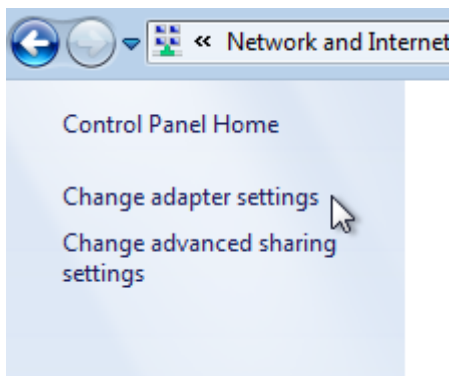 « Network and Internet
Control Panel Home
Change adapter settings
Change advanced sharing
settings